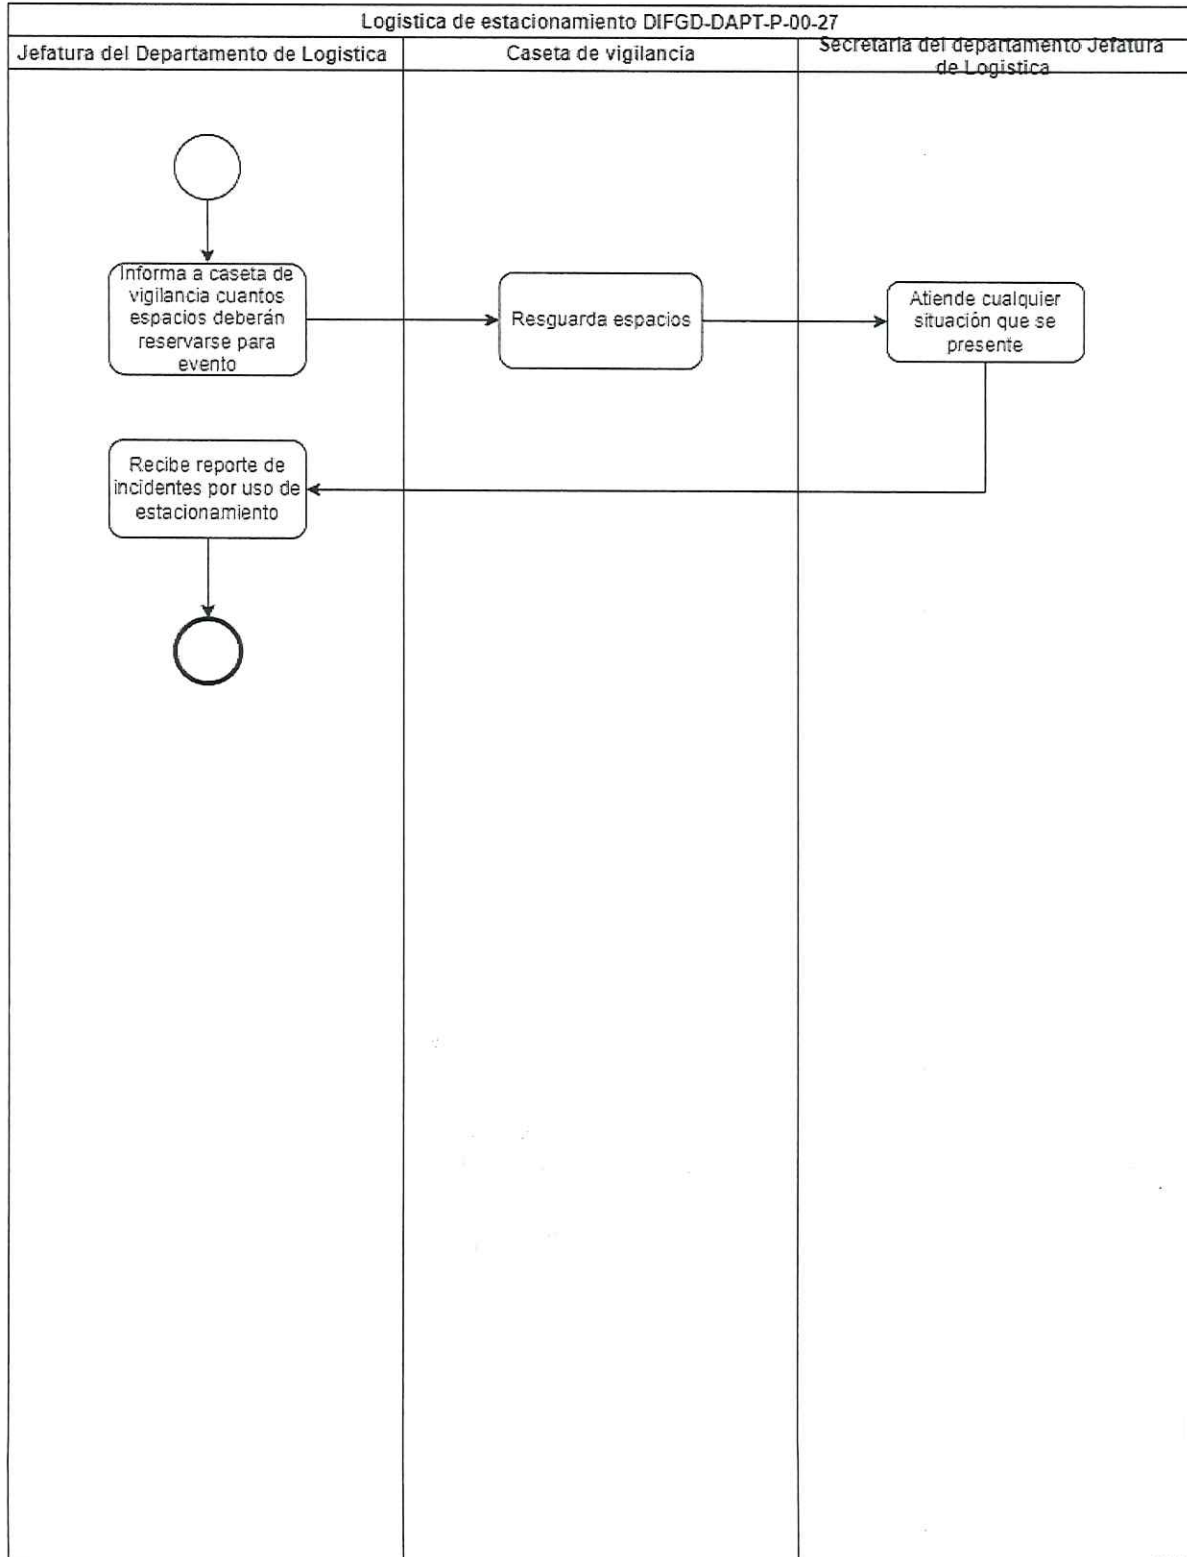 Logistica de estacionamiento DIFGD-DAPT-P-00-27
Jefatura del Departamento de Logistica
Caseta de vigilancia
Secretaria del departamento Jefatura
de Logistica
Informa a caseta de
vigilancia cuantos
espacios deberán
reservarse para
evento
Resguarda espacios
Atiende cualquier
situación que se
presente
Recibe reporte de
incidentes por uso de
estacionamiento